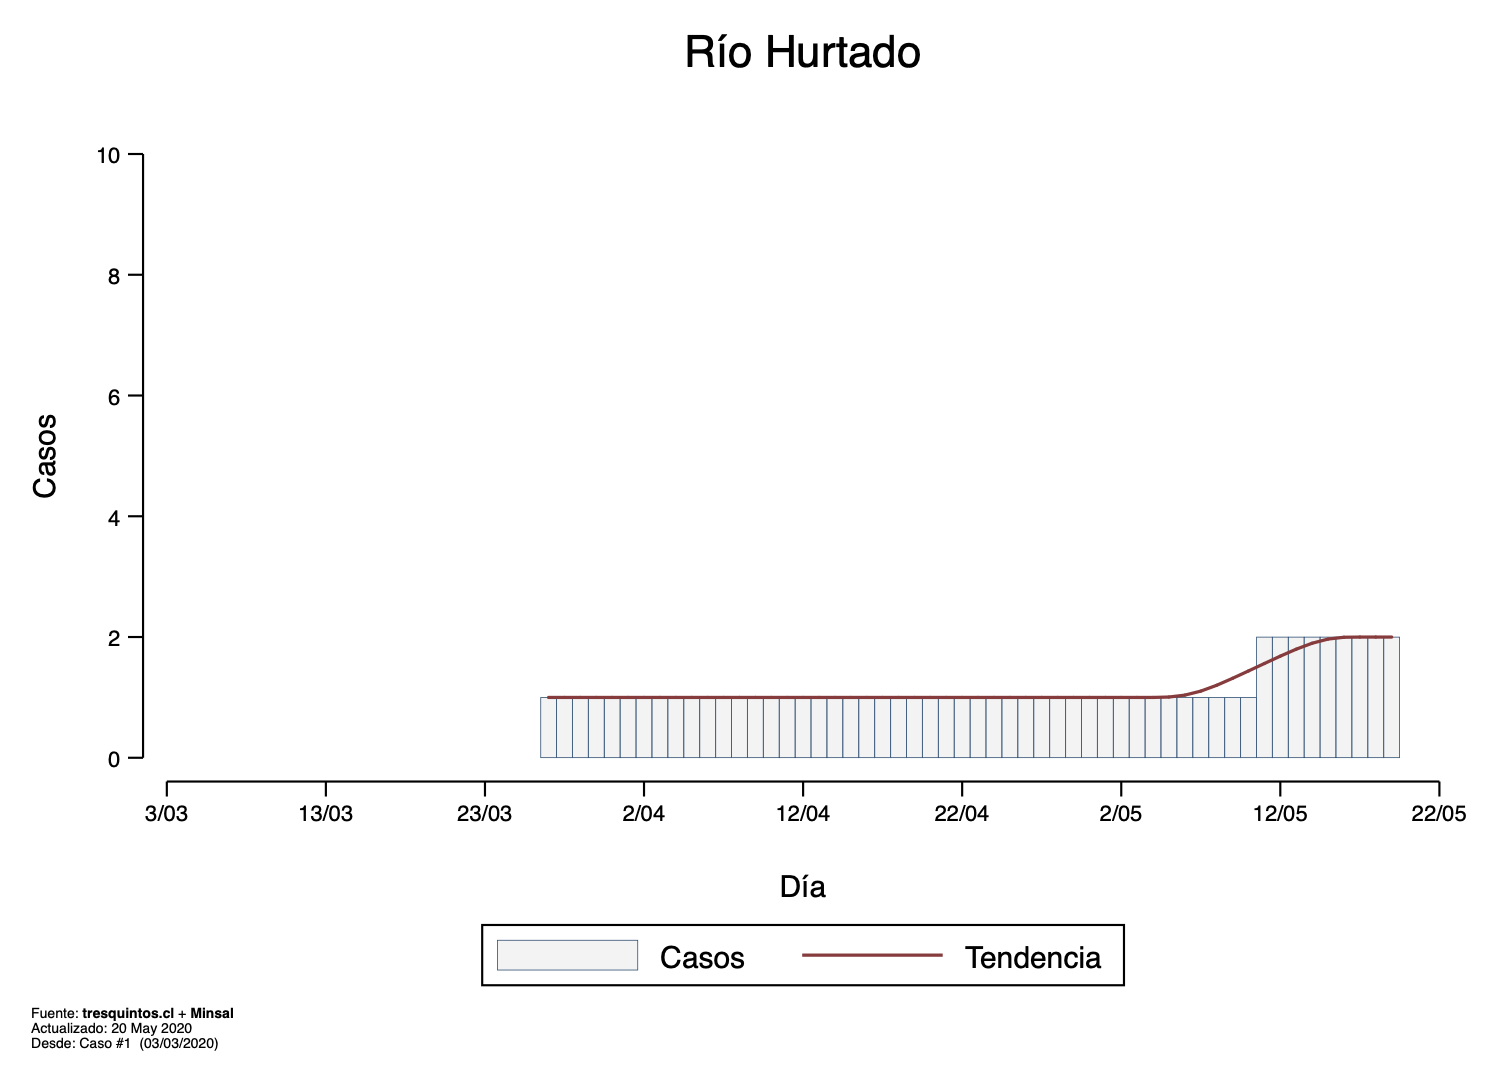 Río Hurtado
10
8
6
4
2
0
Casos
3/03 13/03 23/03 2/04 12/04 22/04 2/05 12/05 22/05
Día
Casos Tendencia
Fuente: tresquintos.cl + Minsal
Actualizado: 20 May 2020
Desde: Caso #1 (03/03/2020)